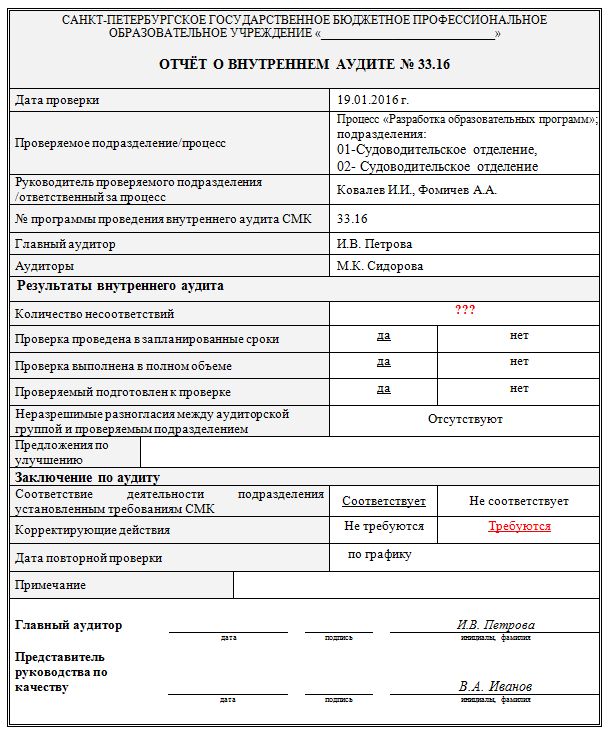 САНКТ-ПЕТЕРБУРГСКОЕ ГОСУДАРСТВЕННОЕ БЮДЖЕТНОЕ ПРОФЕССИОНАЛЬНОЕ
ОБРАЗОВАТЕЛЬНОЕ УЧРЕЖДЕНИЕ «____________________________»
ОТЧЁТ О ВНУТРЕННЕМ АУДИТЕ № 33.16
Дата проверки 19.01.2016 г.
Проверяемое подразделение/процесс
Процесс «Разработка образовательных программ»;
подразделения:
01-Судоводительское отделение,
02- Судоводительское отделение
Руководитель проверяемого подразделения
/ответственный за процесс
Ковалев И.И., Фомичев А.А.
№ программы проведения внутреннего аудита СМК 33.16
Главный аудитор И.В. Петрова
Аудиторы М.К. Сидорова
Результаты внутреннего аудита
Количество несоответствий ???
Проверка проведена в запланированные сроки да нет
Проверка выполнена в полном объеме да нет
Проверяемый подготовлен к проверке да нет
Неразрешимые разногласия между аудиторской
группой и проверяемым подразделением
Отсутствуют
Предложения по
улучшению
Заключение по аудиту
Соответствие деятельности подразделения
установленным требованиям СМК
Соответствует Не соответствует
Корректирующие действия Не требуются Требуются
Дата повторной проверки по графику
Примечание
Главный аудитор И.В. Петрова
дата подпись инициалы, фамилия
Представитель
руководства по
качеству В.А. Иванов
дата подпись инициалы, фамилия